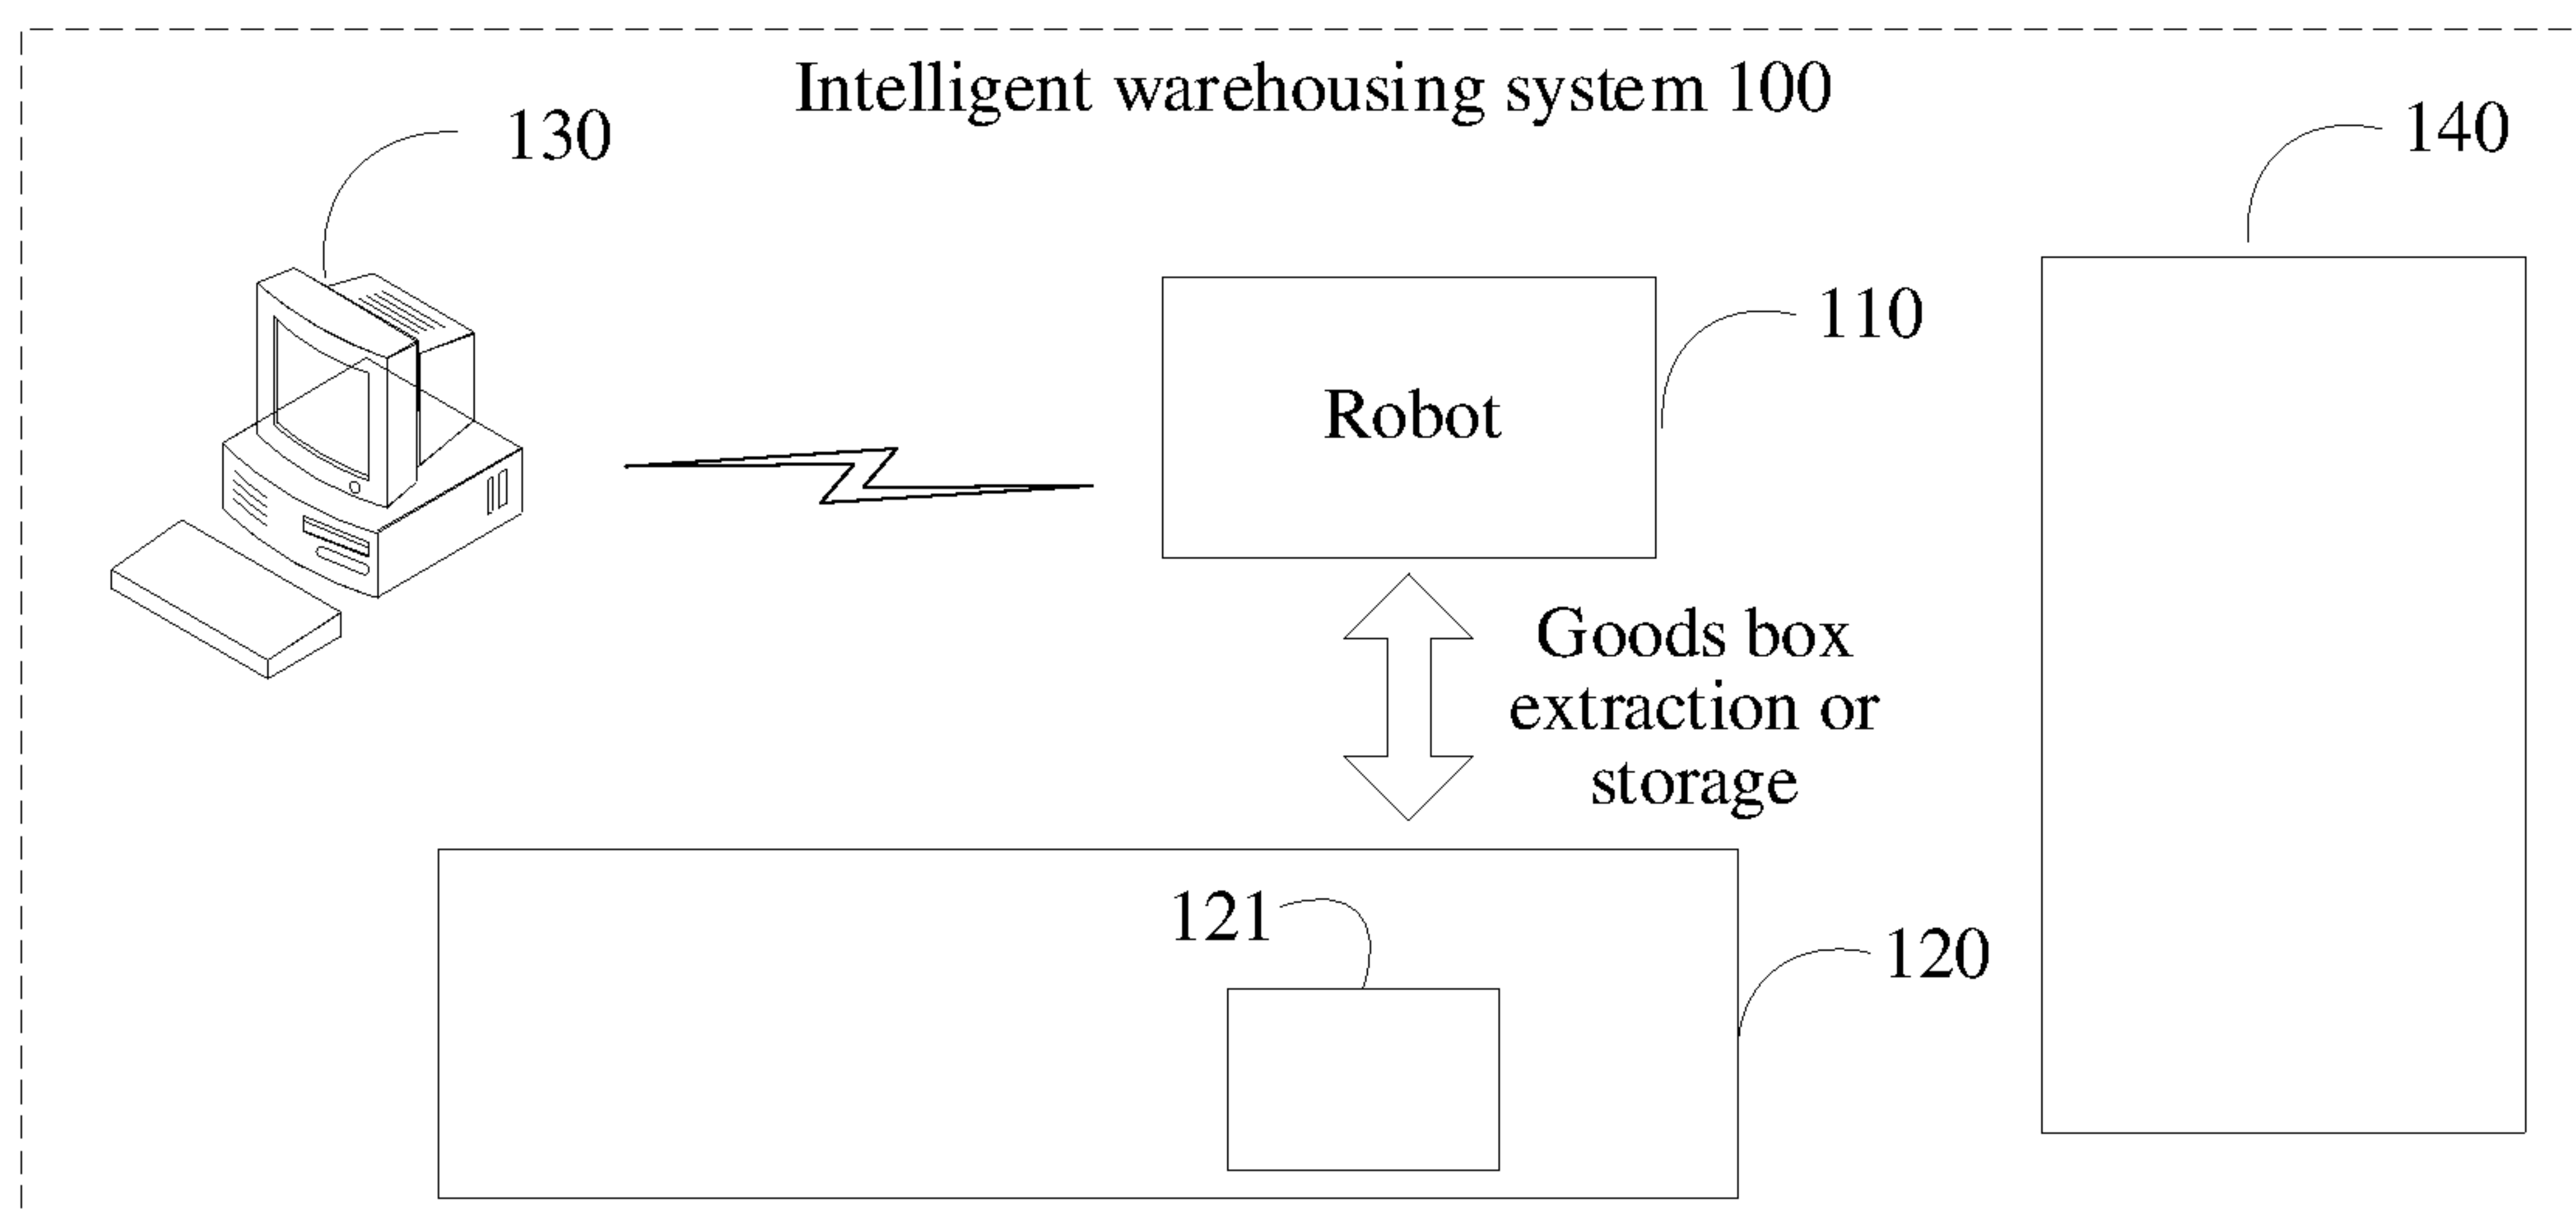 Intelligent warehousing system 100
130
140
110
Robot
Goods box
extraction or
storage
121
120